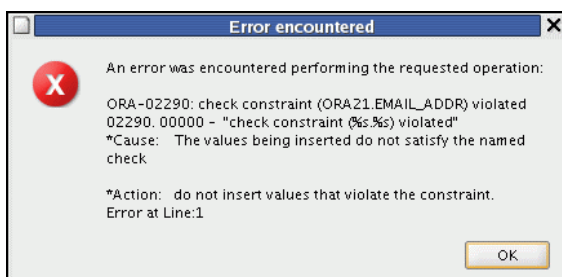 Error encountered
An error was encountered performing the requested operation:
ORA-02290: check constraint (ORA21.EMAIL_ADDR) violated
02290. 00000 - "check constraint (%s.%s) violated"
*Cause: The values being inserted do not satisfy the named
check
*Action: do not insert values that violate the constraint.
Error at Line:1
OK